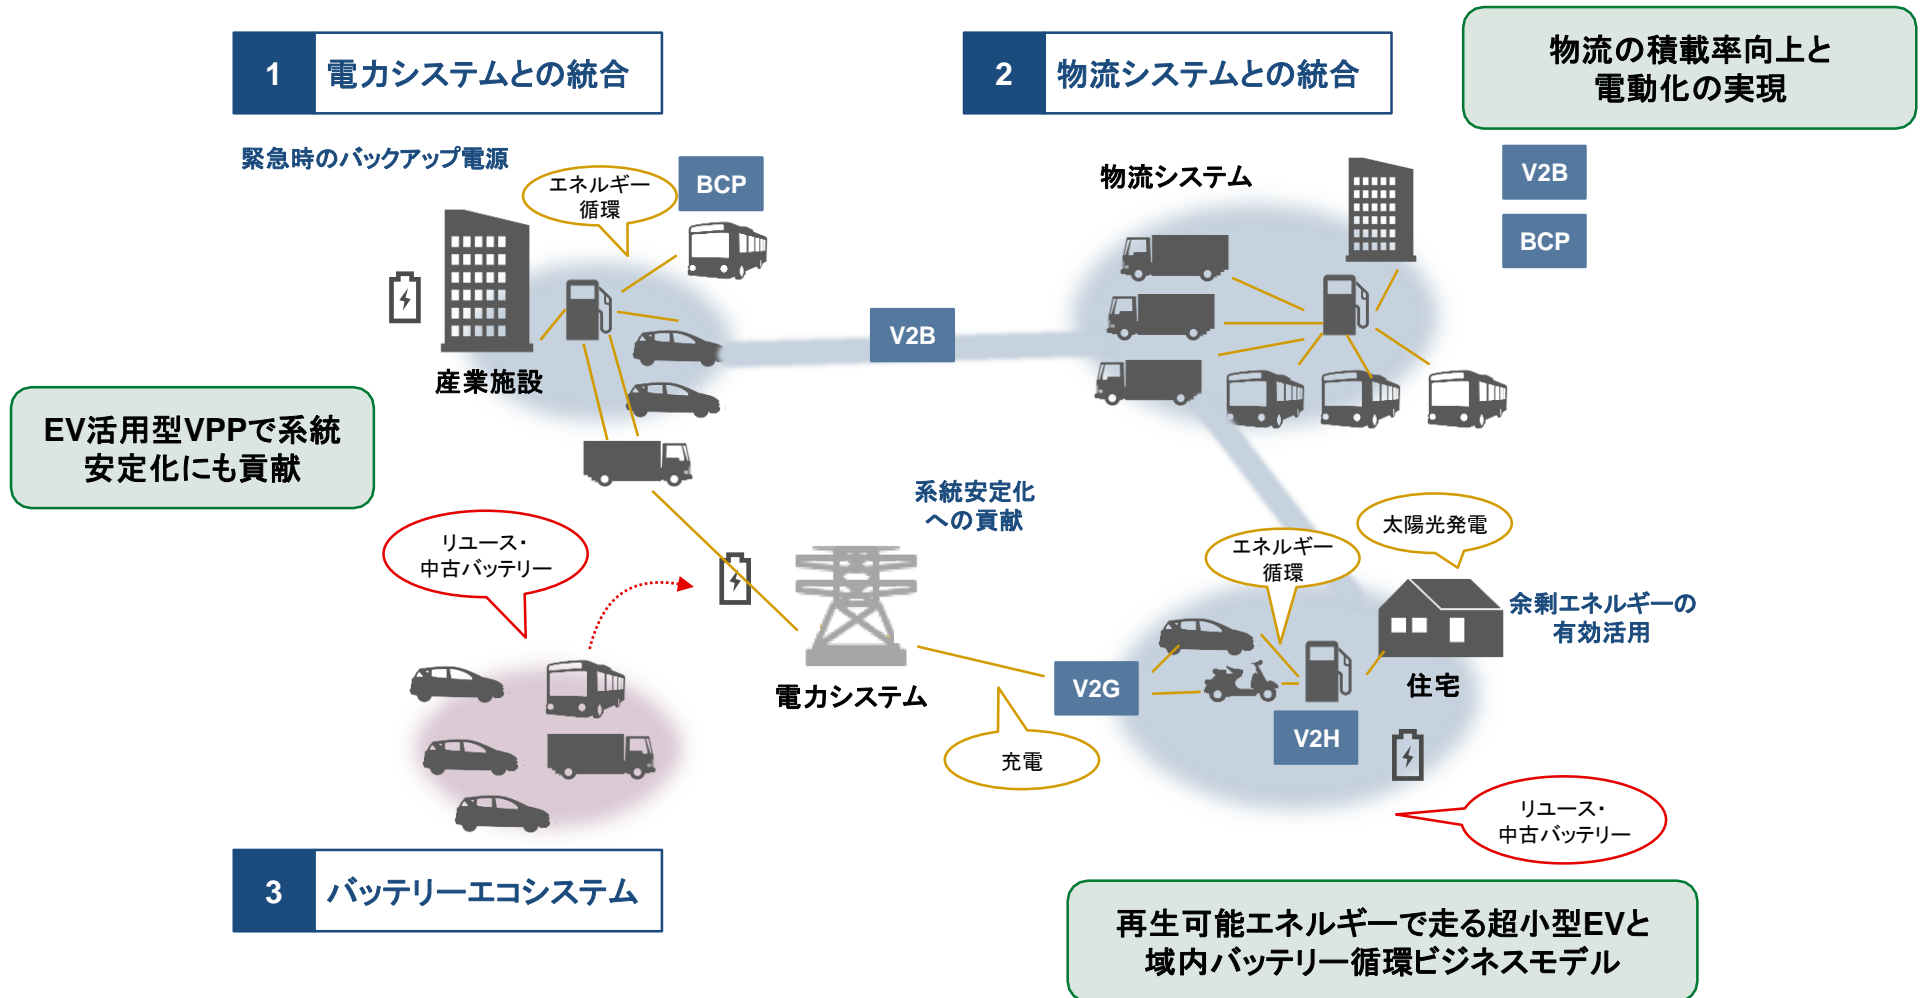 1 電力システムとの統合
2 物流システムとの統合
物流の積載率向上と
電動化の実現
緊急時のバックアップ電源
エネルギー
循環
BCP
物流システム
V2B
BCP
V2B
産業施設
EV活用型VPPで系統
安定化にも貢献
系統安定化
への貢献
リユース・
中古バッテリー
エネルギー
循環
太陽光発電
余剰エネルギーの
有効活用
電力システム
V2G
住宅
V2H
充電
リユース・
中古バッテリー
3 バッテリーエコシステム
再生可能エネルギーで走る超小型EVと
域内バッテリー循環ビジネスモデル